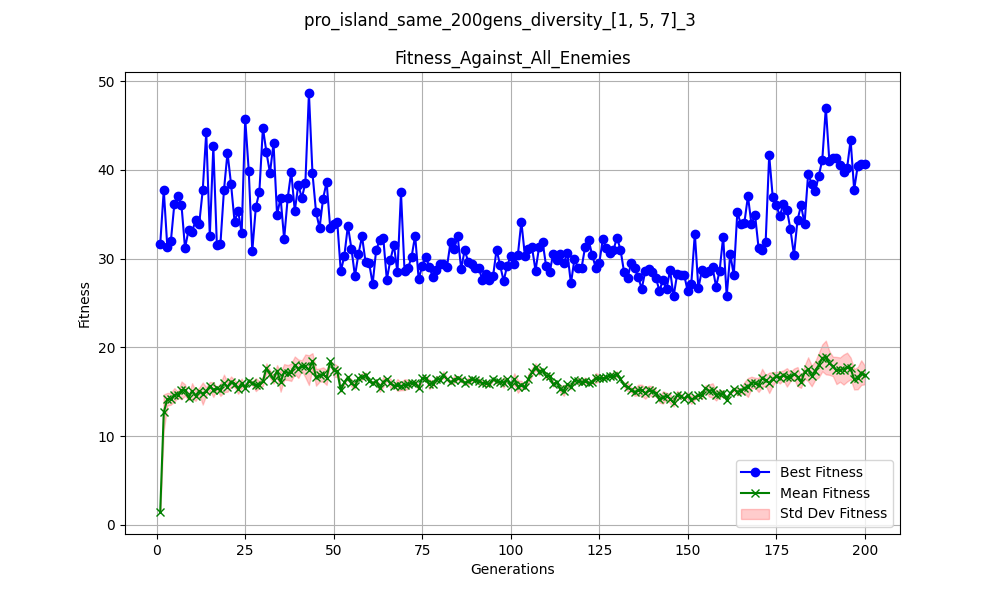 pro_island_same_200gens_diversity_[1, 5, 7]_3
Fitness_Against_All_Enemies
50
40
30
20
10
0
Fitness
0 25 50 75 100 125 150 175 200
Generations
Best Fitness
Mean Fitness
Std Dev Fitness